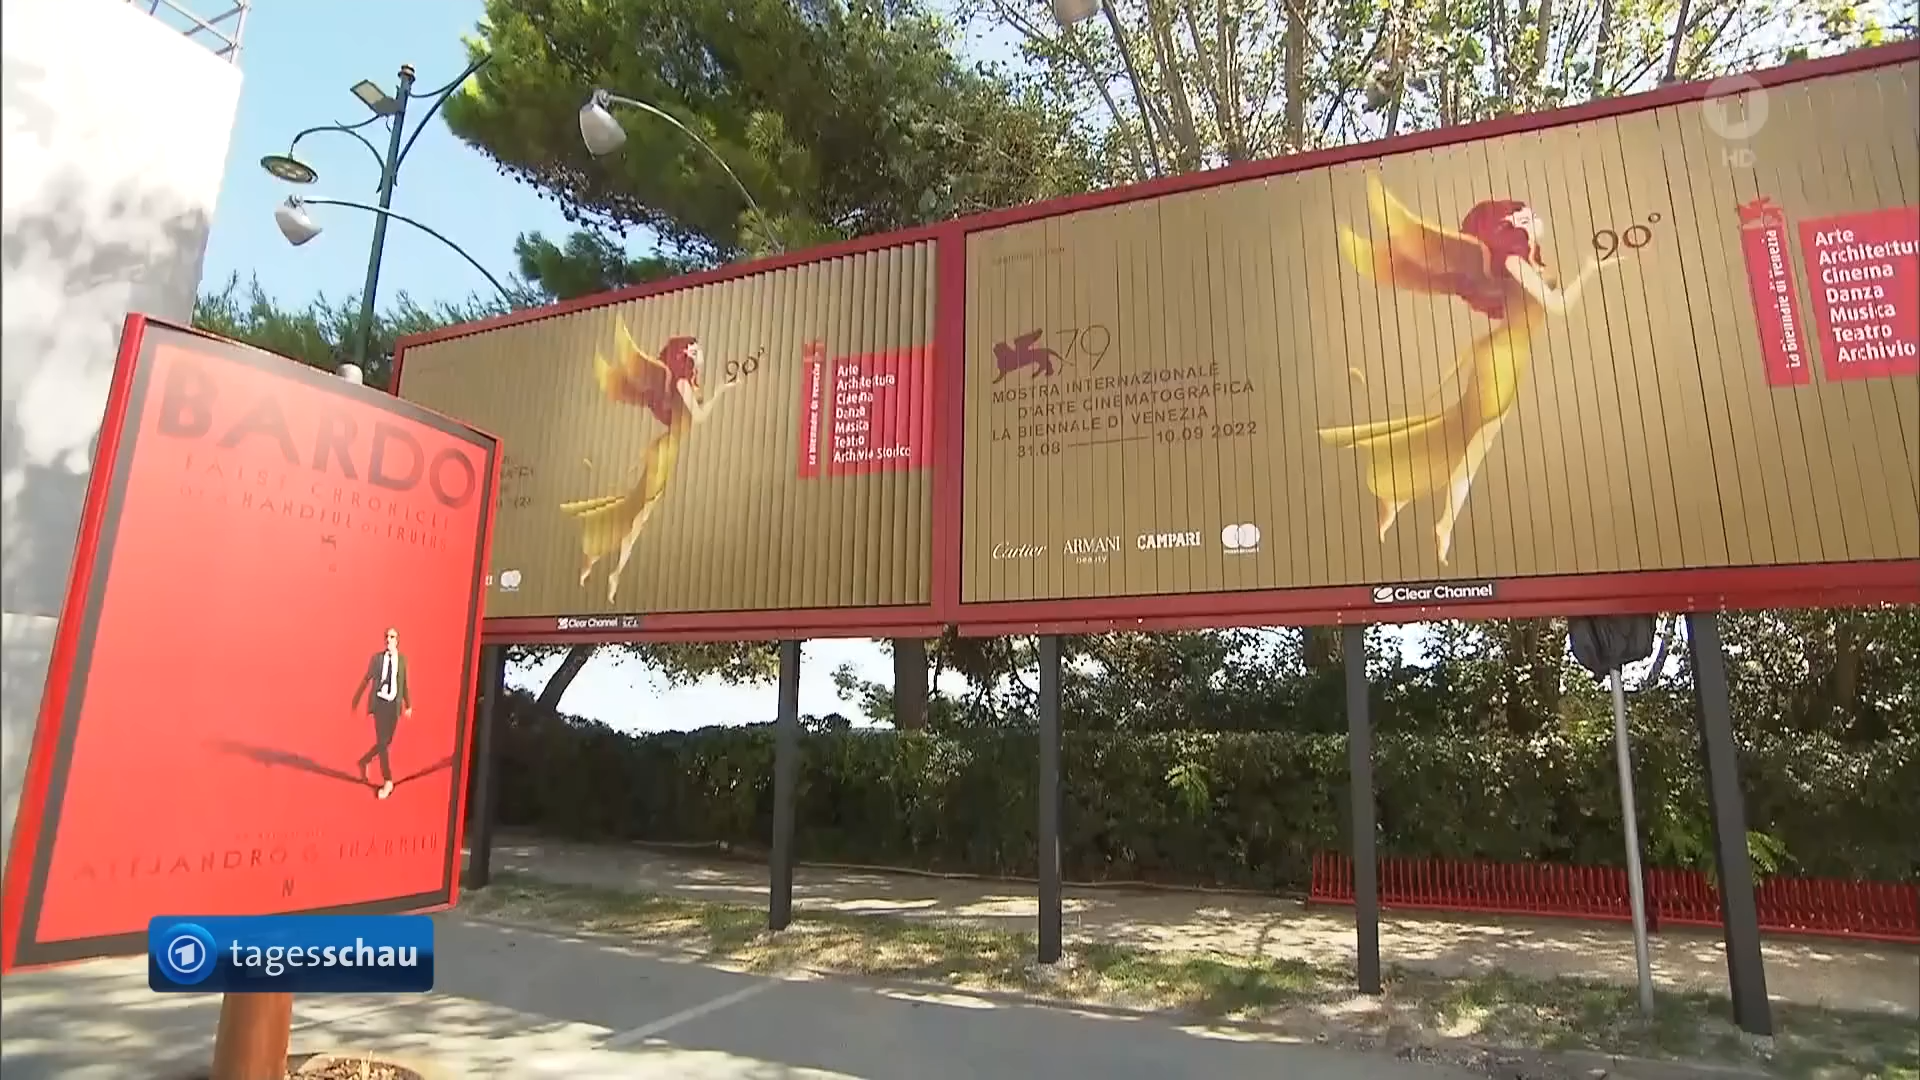 BARDO
FALSE CHRONICLE
OF A HANDFUL OF TRUTHS
ALEJANDRO G. IÑÁRRITU
N
tagesschau
90°
la Biennale di Venezia
Arte
Architettura
Cinema
Danza
Musica
Teatro
Archivio Storico
Clear Channel
79
MOSTRA INTERNAZIONALE
D'ARTE CINEMATOGRAFICA
LA BIENNALE DI VENEZIA
31.08 10.09 2022
Cartier ARMANI beauty CAMPARI mastercard
Clear Channel
90°
la Biennale di Venezia
Arte
Architettur
Cinema
Danza
Musica
Teatro
Archivio
1
HD